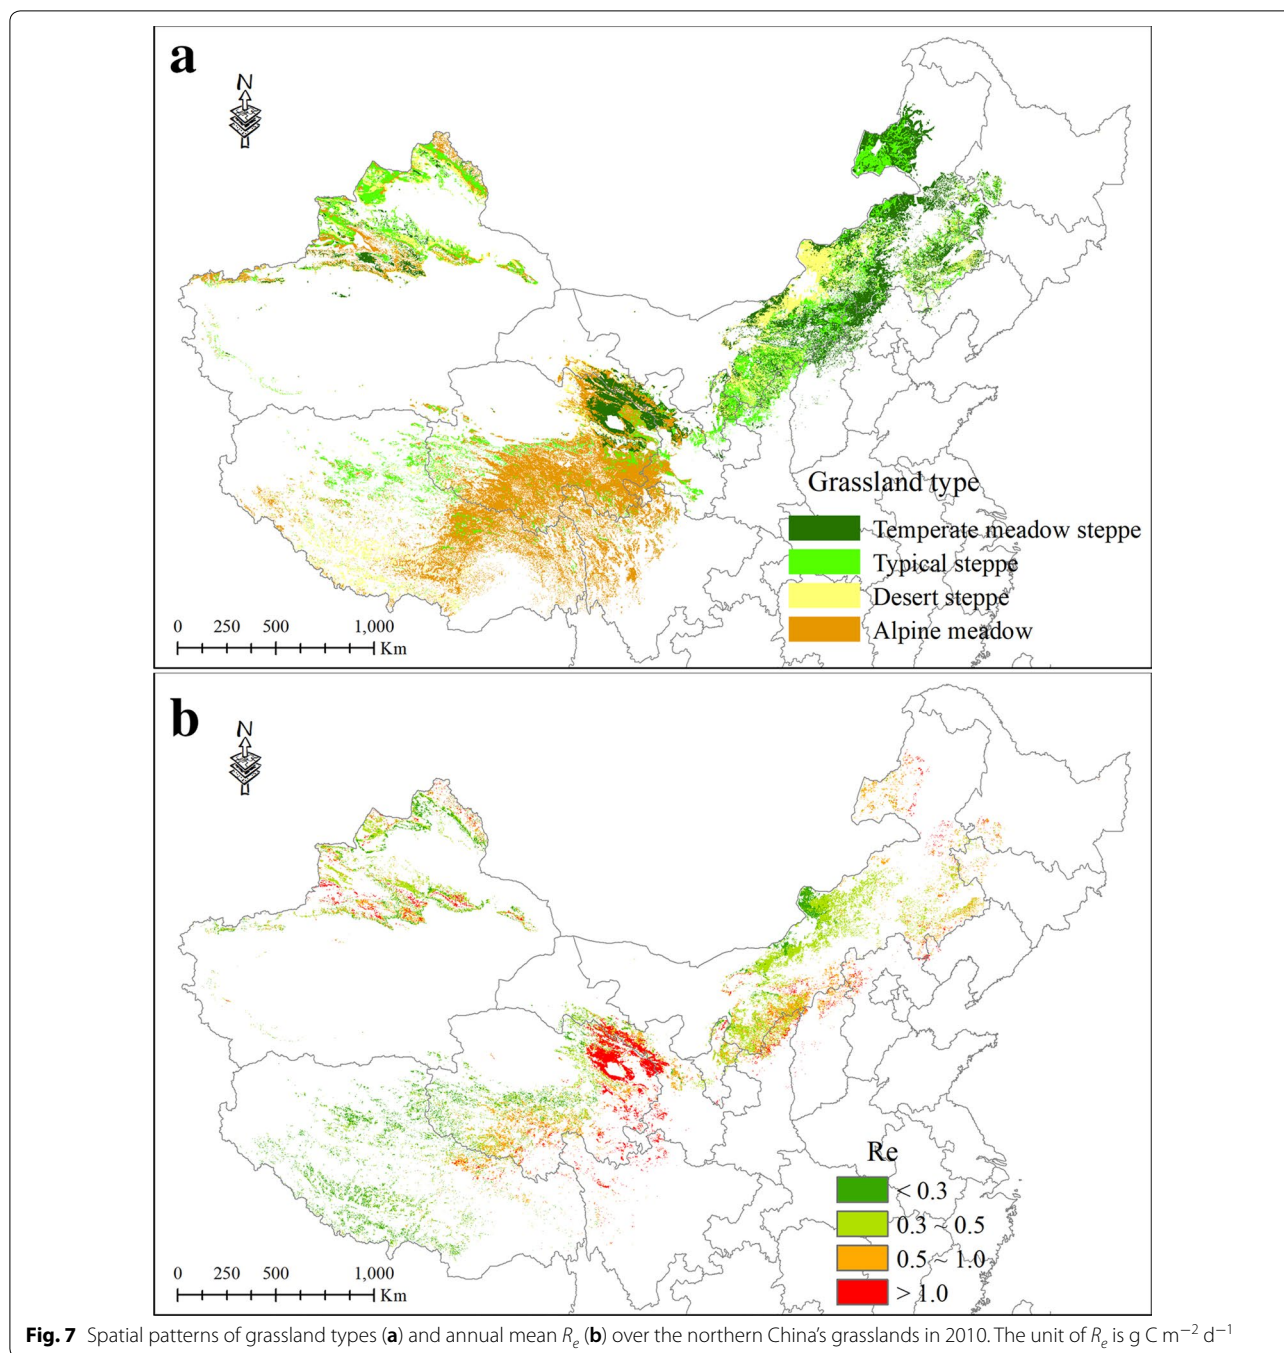 a
N
Grassland type
Temperate meadow steppe
Typical steppe
Desert steppe
Alpine meadow
0 250 500 1,000
Km
b
N
Re
< 0.3
0.3 ~ 0.5
0.5 ~ 1.0
> 1.0
0 250 500 1,000
Km
Fig. 7 Spatial patterns of grassland types (a) and annual mean Re (b) over the northern China's grasslands in 2010. The unit of Re is g C m−2 d−1